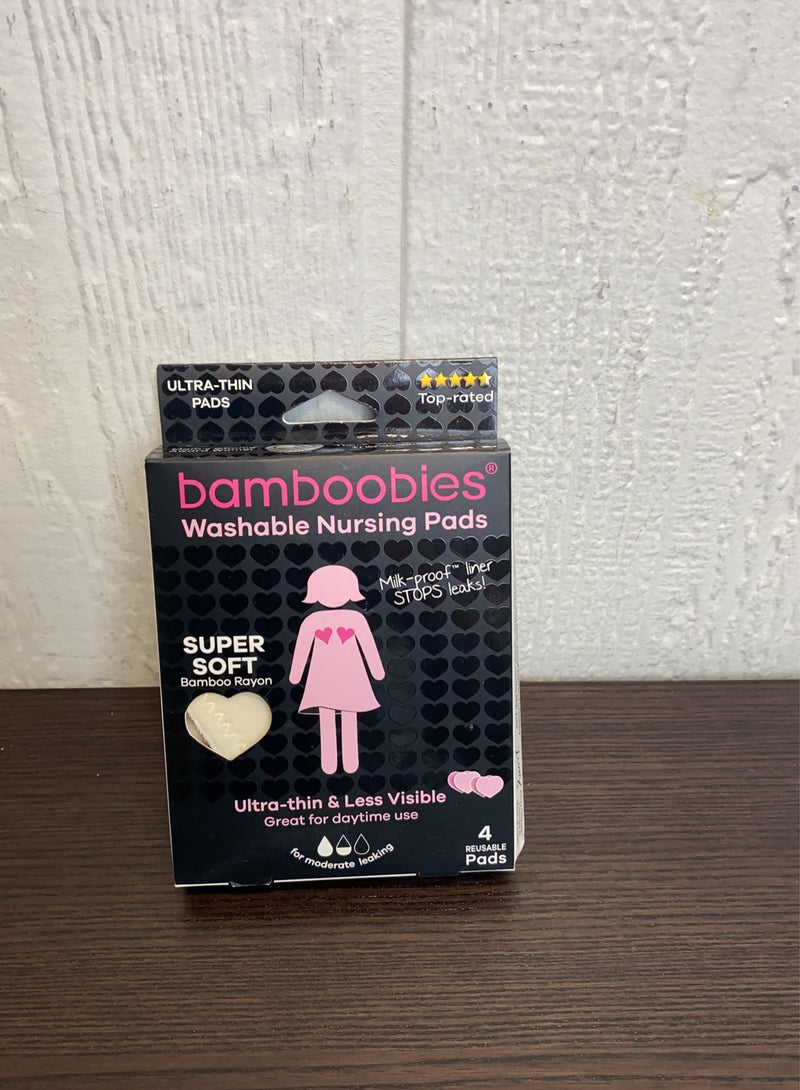 ULTRA-THIN
PADS
Top-rated
bamboobies®
Washable Nursing Pads
Milk-proof™ liner
STOPS leaks!
SUPER
SOFT
Bamboo Rayon
Ultra-thin & Less Visible
Great for daytime use
for moderate leaking
4
REUSABLE
Pads